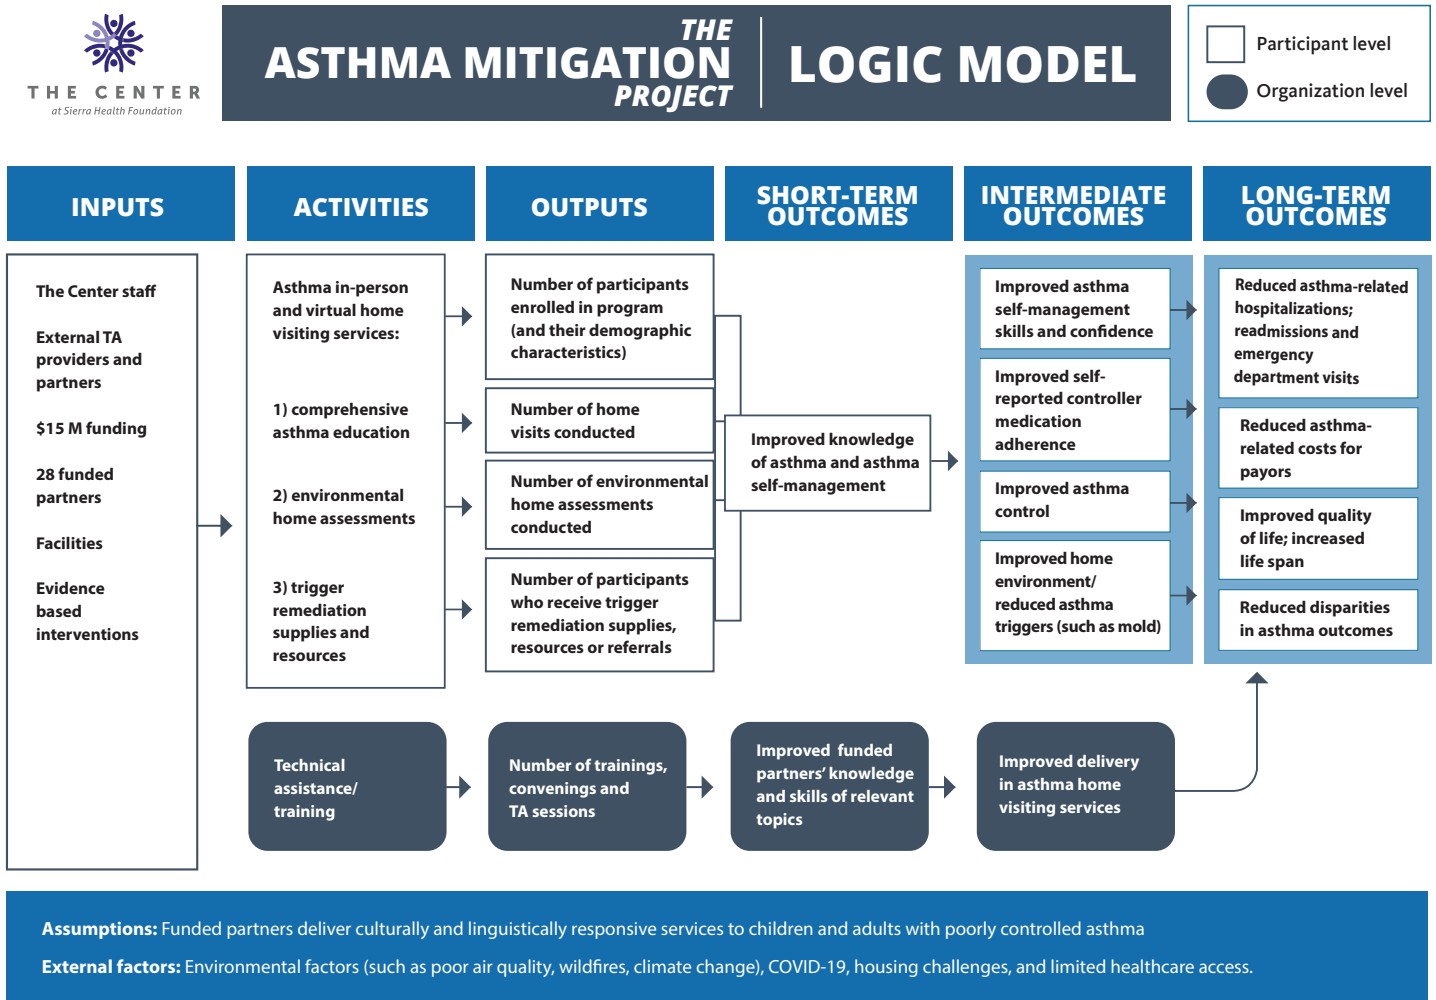 THE CENTER
at Sierra Health Foundation
THE
ASTHMA MITIGATION
PROJECT
LOGIC MODEL
Participant level
Organization level
INPUTS
ACTIVITIES
OUTPUTS
SHORT-TERM
OUTCOMES
INTERMEDIATE
OUTCOMES
LONG-TERM
OUTCOMES
The Center staff
External TA
providers and
partners
$15 M funding
28 funded
partners
Facilities
Evidence
based
interventions
Asthma in-person
and virtual home
visiting services:
1) comprehensive
asthma education
2) environmental
home assessments
3) trigger
remediation
supplies and
resources
Number of participants
enrolled in program
(and their demographic
characteristics)
Number of home
visits conducted
Number of environmental
home assessments
conducted
Number of participants
who receive trigger
remediation supplies,
resources or referrals
Improved knowledge
of asthma and asthma
self-management
Improved asthma
self-management
skills and confidence
Improved self-
reported controller
medication
adherence
Improved asthma
control
Improved home
environment/
reduced asthma
triggers (such as mold)
Reduced asthma-related
hospitalizations;
readmissions and
emergency
department visits
Reduced asthma-
related costs for
payors
Improved quality
of life; increased
life span
Reduced disparities
in asthma outcomes
Technical
assistance/
training
Number of trainings,
convenings and
TA sessions
Improved funded
partners' knowledge
and skills of relevant
topics
Improved delivery
in asthma home
visiting services
Assumptions: Funded partners deliver culturally and linguistically responsive services to children and adults with poorly controlled asthma
External factors: Environmental factors (such as poor air quality, wildfires, climate change), COVID-19, housing challenges, and limited healthcare access.